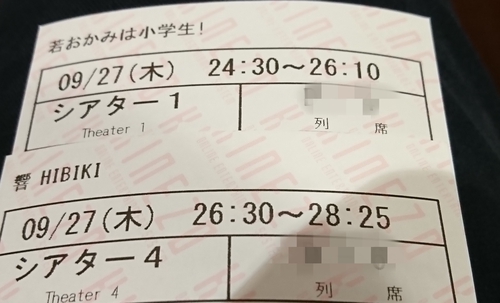 若おかみは小学生!
09/27(木) 24:30～26:10
シアター1
Theater 1
列 席
響 HIBIKI
09/27(木) 26:30～28:25
シアター4
Theater 4
列 席